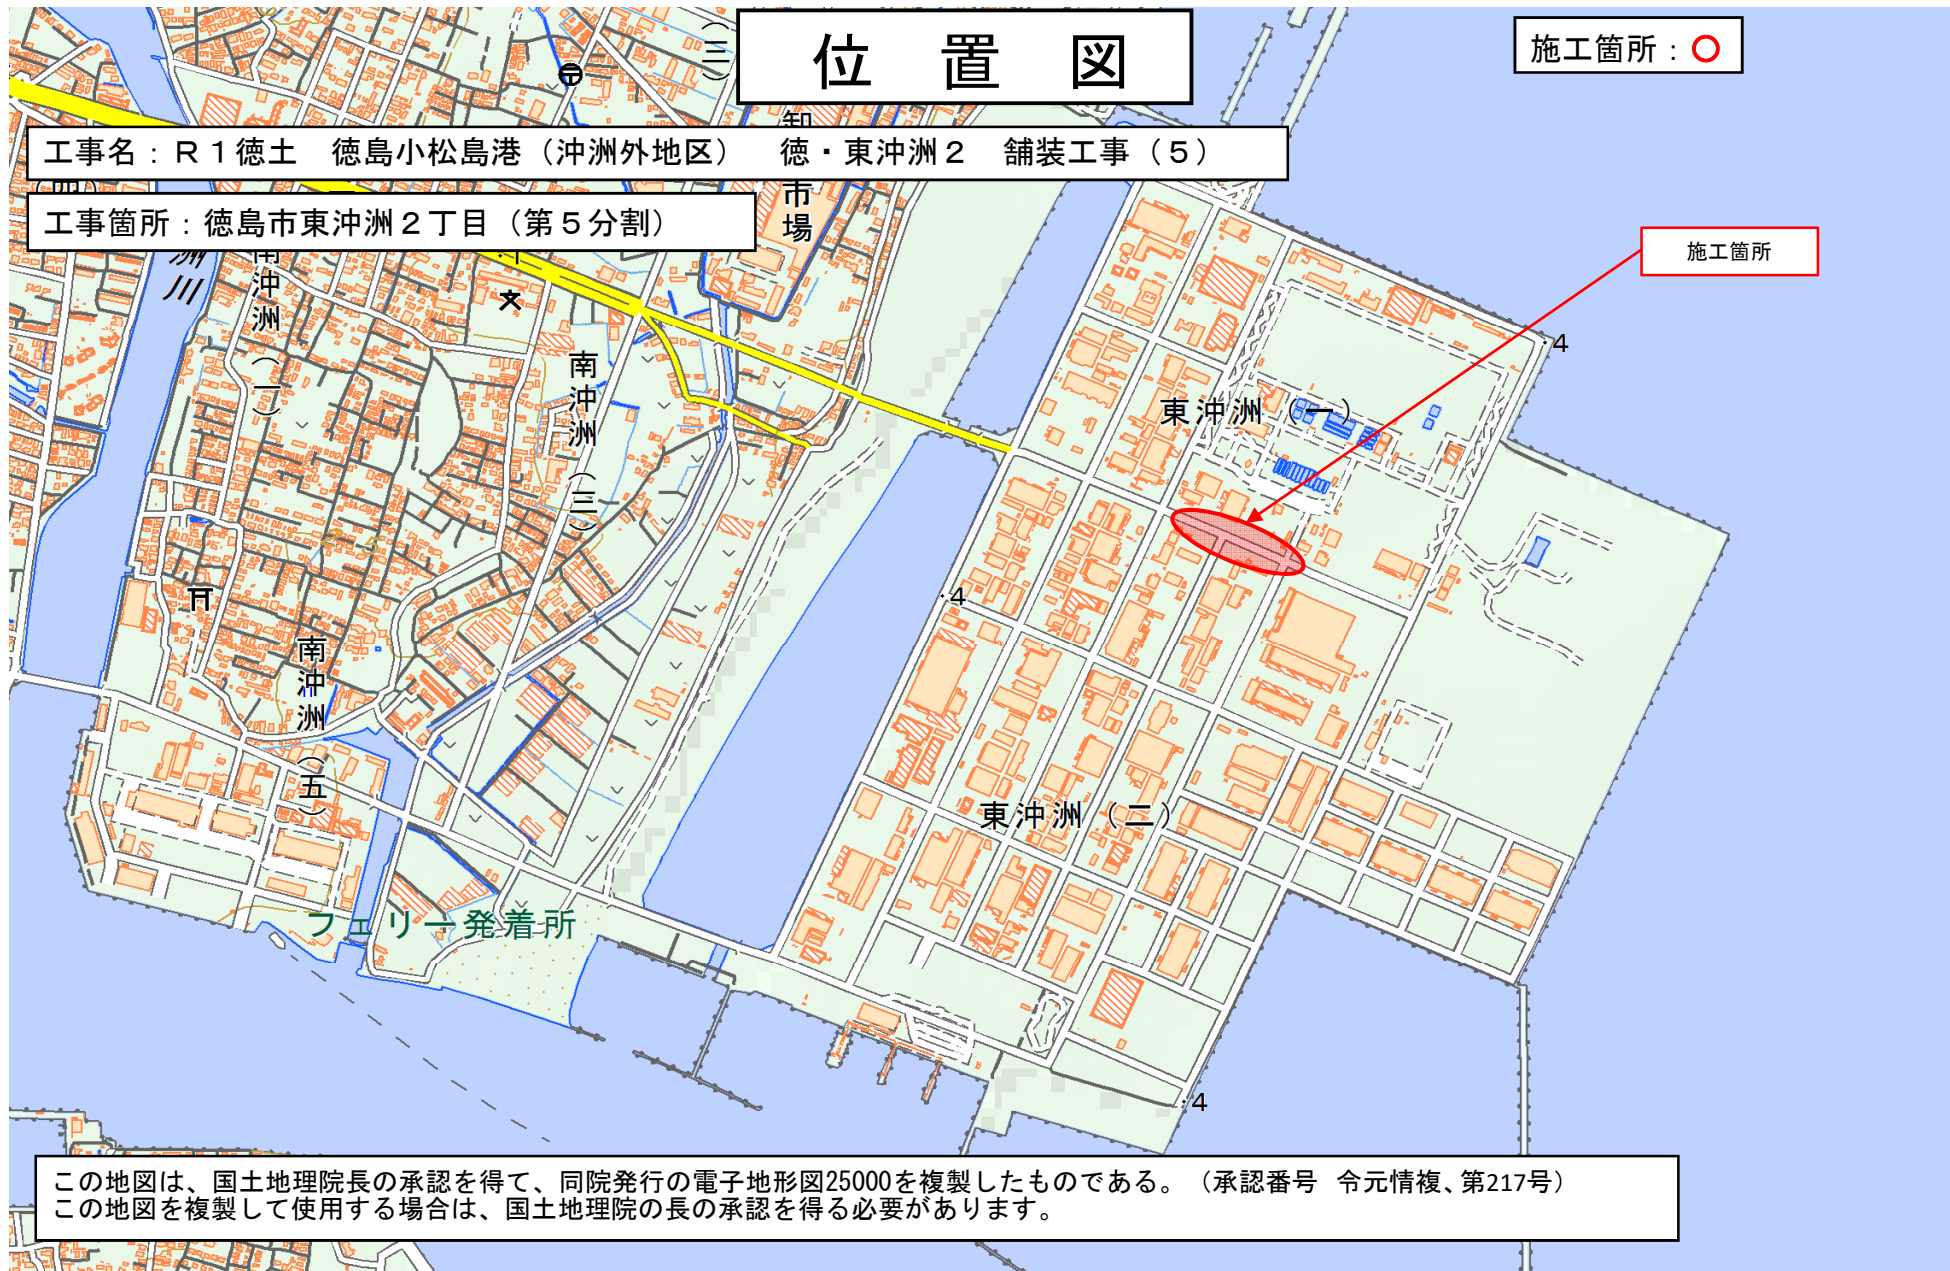 位　置　図
施工箇所：○
工事名：Ｒ１徳土　徳島小松島港（沖洲外地区）　徳・東沖洲２　舗装工事（５）
工事箇所：徳島市東沖洲２丁目（第５分割）
施工箇所
（三）
市場
南沖洲（一）
南沖洲（三）
南沖洲（五）
東沖洲（一）
東沖洲（二）
フェリー発着所
・4
・4
・4
この地図は、国土地理院長の承認を得て、同院発行の電子地形図25000を複製したものである。（承認番号　令元情複、第217号）
この地図を複製して使用する場合は、国土地理院の長の承認を得る必要があります。